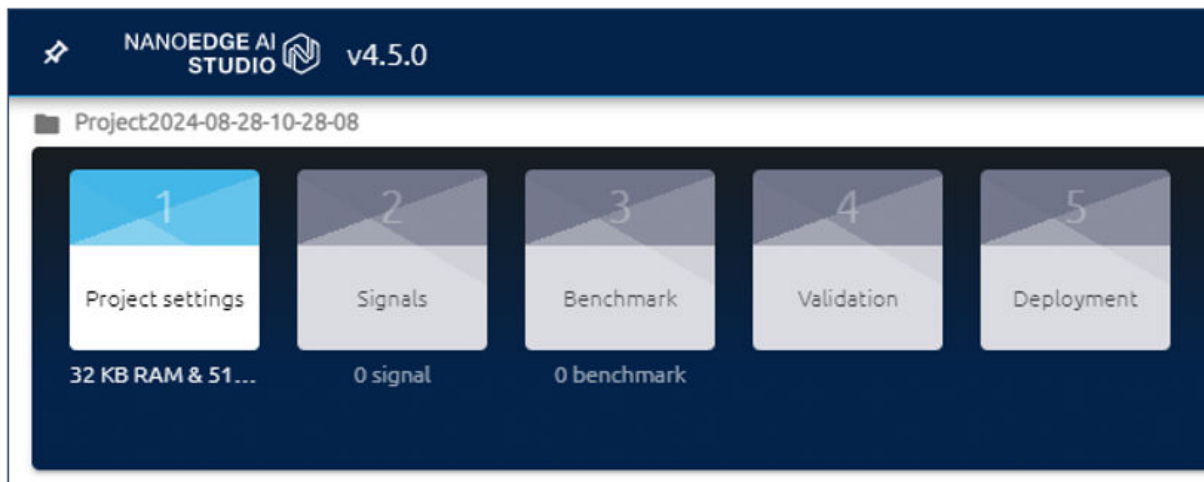 NANOEDGE AI
STUDIO
v4.5.0
Project2024-08-28-10-28-08
1
2
3
4
5
Project settings
Signals
Benchmark
Validation
Deployment
32 KB RAM & 51...
0 signal
0 benchmark